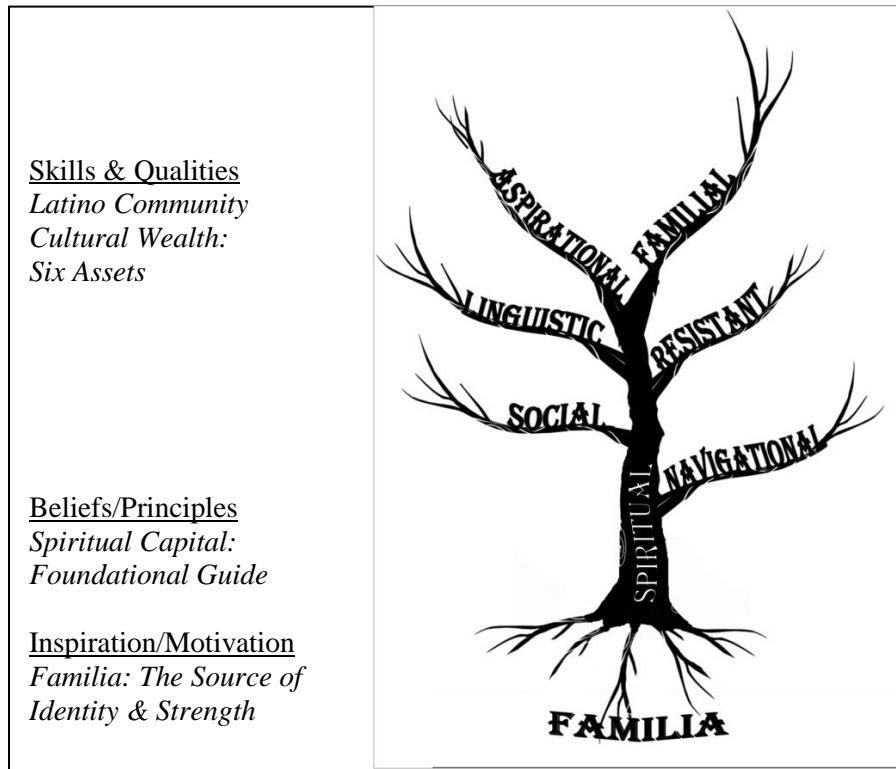 Skills & Qualities
Latino Community
Cultural Wealth:
Six Assets
Beliefs/Principles
Spiritual Capital:
Foundational Guide
Inspiration/Motivation
Familia: The Source of
Identity & Strength
ASPIRATIONAL
FAMILIAL
LINGUISTIC
RESISTANT
SOCIAL
NAVIGATIONAL
SPIRITUAL
FAMILIA